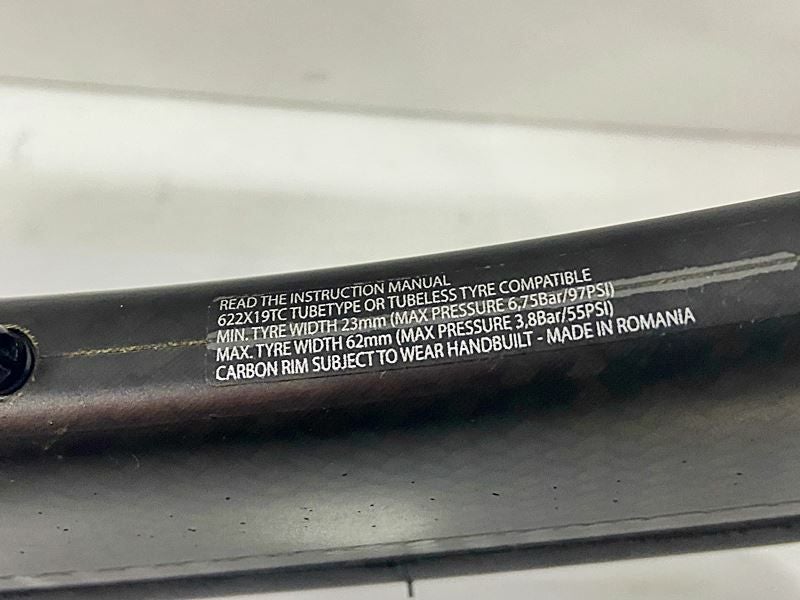 READ THE INSTRUCTION MANUAL
622X19TC TUBETYPE OR TUBELESS TYRE COMPATIBLE
MIN. TYRE WIDTH 23mm (MAX PRESSURE 6,75Bar/97PSI)
MAX. TYRE WIDTH 62mm (MAX PRESSURE 3,8Bar/55PSI)
CARBON RIM SUBJECT TO WEAR HANDBUILT - MADE IN ROMANIA